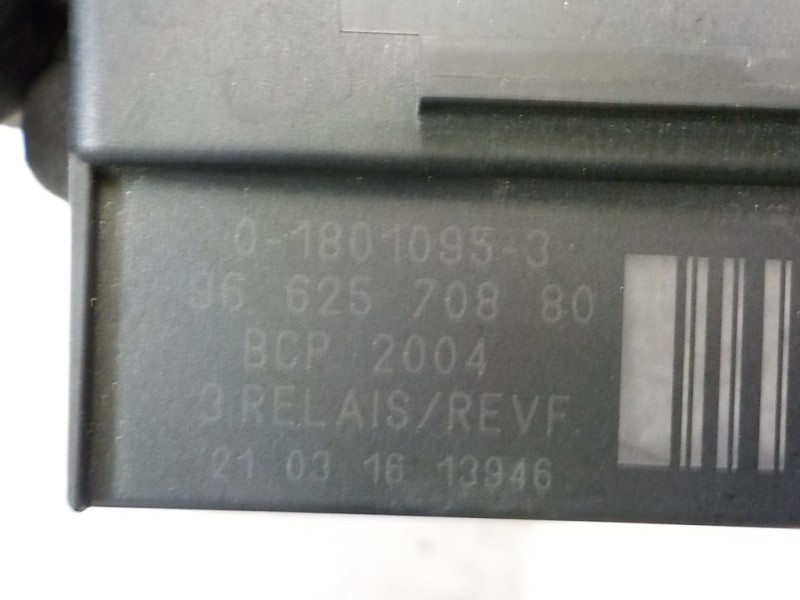 0-1801095-3
96 625 708 80
BCP 2004
3 RELAIS/REVF
21 03 16 13946